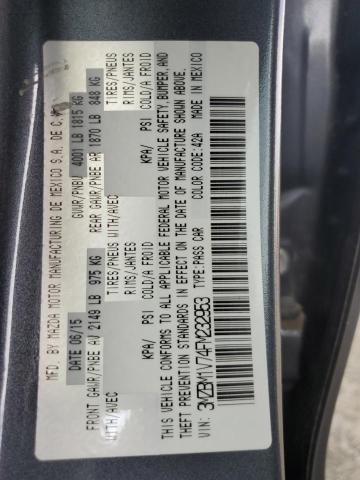 MFD. BY MAZDA MOTOR MANUFACTURING DE MEXICO S.A. DE C.
DATE 06/15 GVWR/PNBV 4001 LB 1815 KG
FRONT GAWR/PNBE AV 2149 LB 975 KG REAR GAWR/PNBE AR 1870 LB 848 KG
WITH/AVEC TIRES/PNEUS WITH/AVEC TIRES/PNEUS
RIMS/JANTES RIMS/JANTES
KPA/ PSI COLD/A FROID KPA/ PSI COLD/A FROID
THIS VEHICLE CONFORMS TO ALL APPLICABLE FEDERAL MOTOR VEHICLE SAFETY, BUMPER, AND
THEFT PREVENTION STANDARDS IN EFFECT ON THE DATE OF MANUFACTURE SHOWN ABOVE.
VIN: 3MZBM1V74FM232953 TYPE:PASS CAR COLOR CODE:42A MADE IN MEXICO